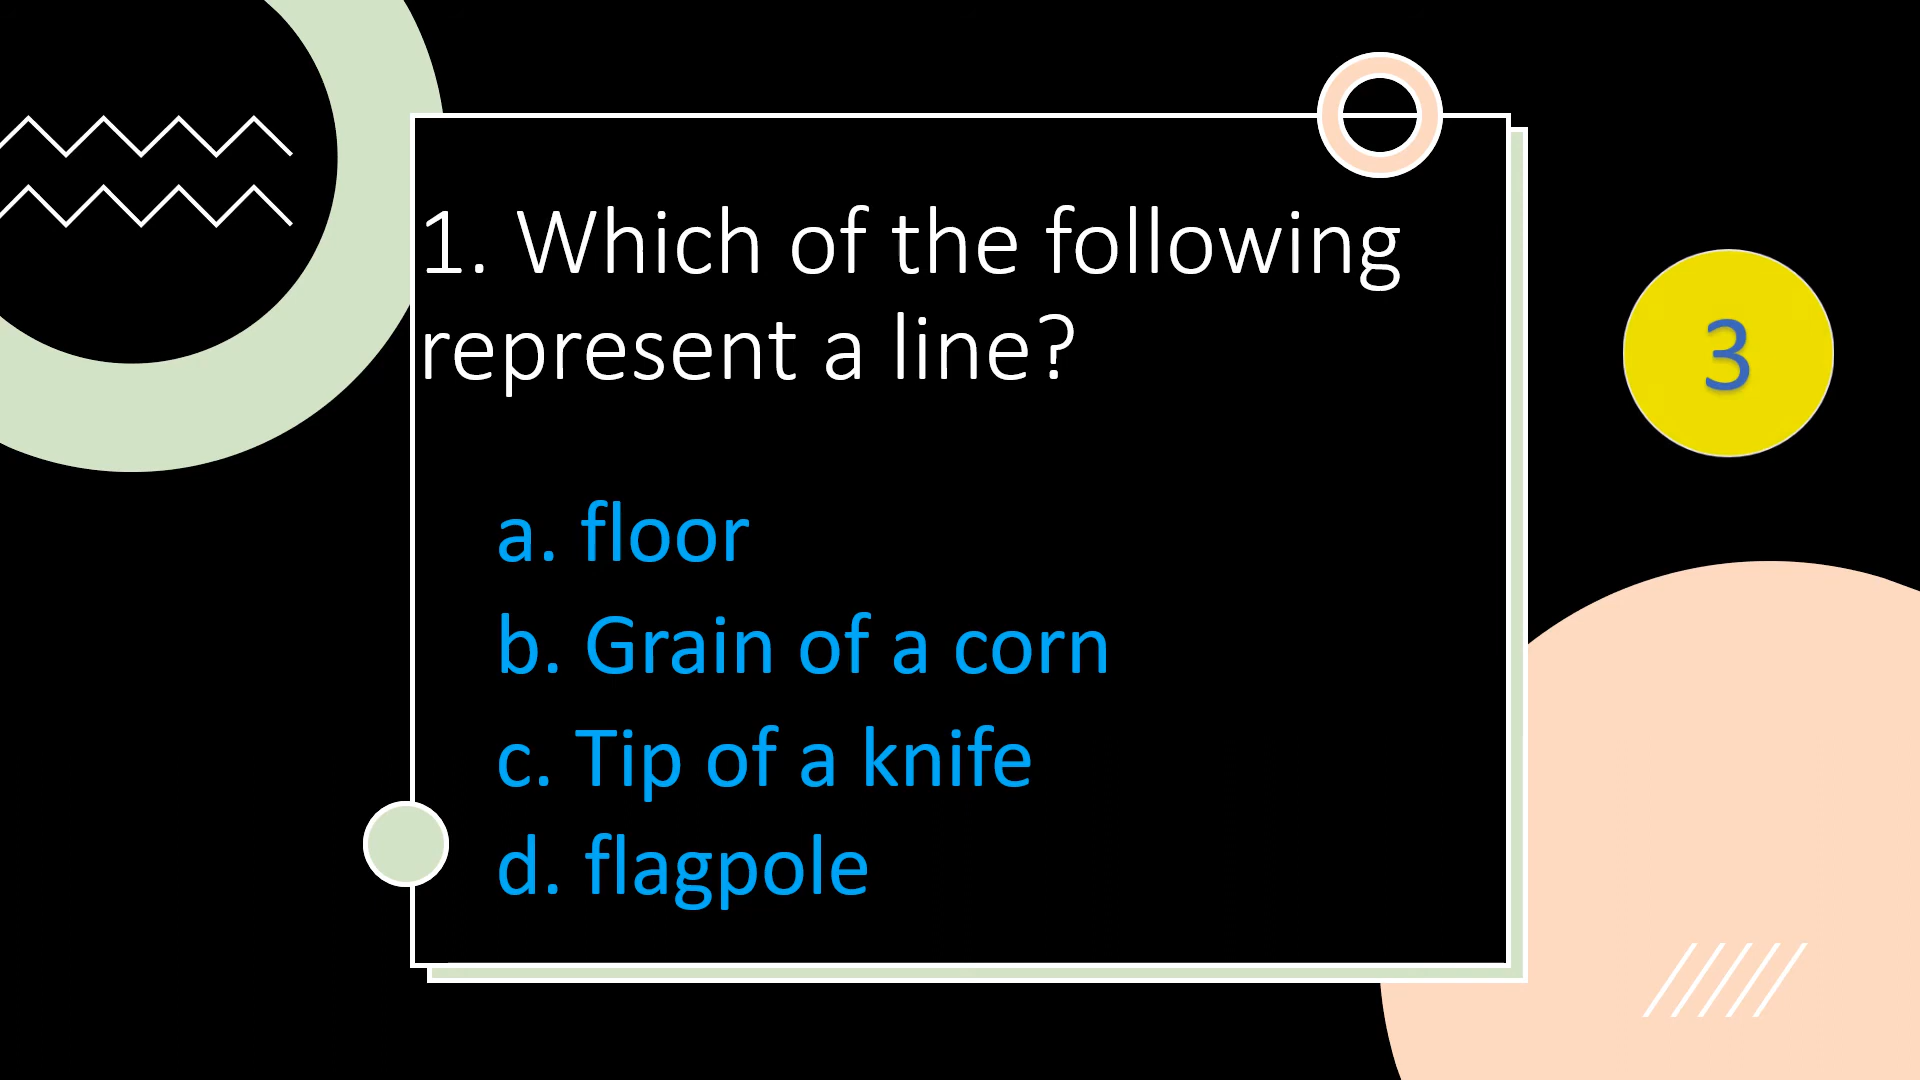 1. Which of the following
represent a line?
3
a. floor
b. Grain of a corn
c. Tip of a knife
d. flagpole